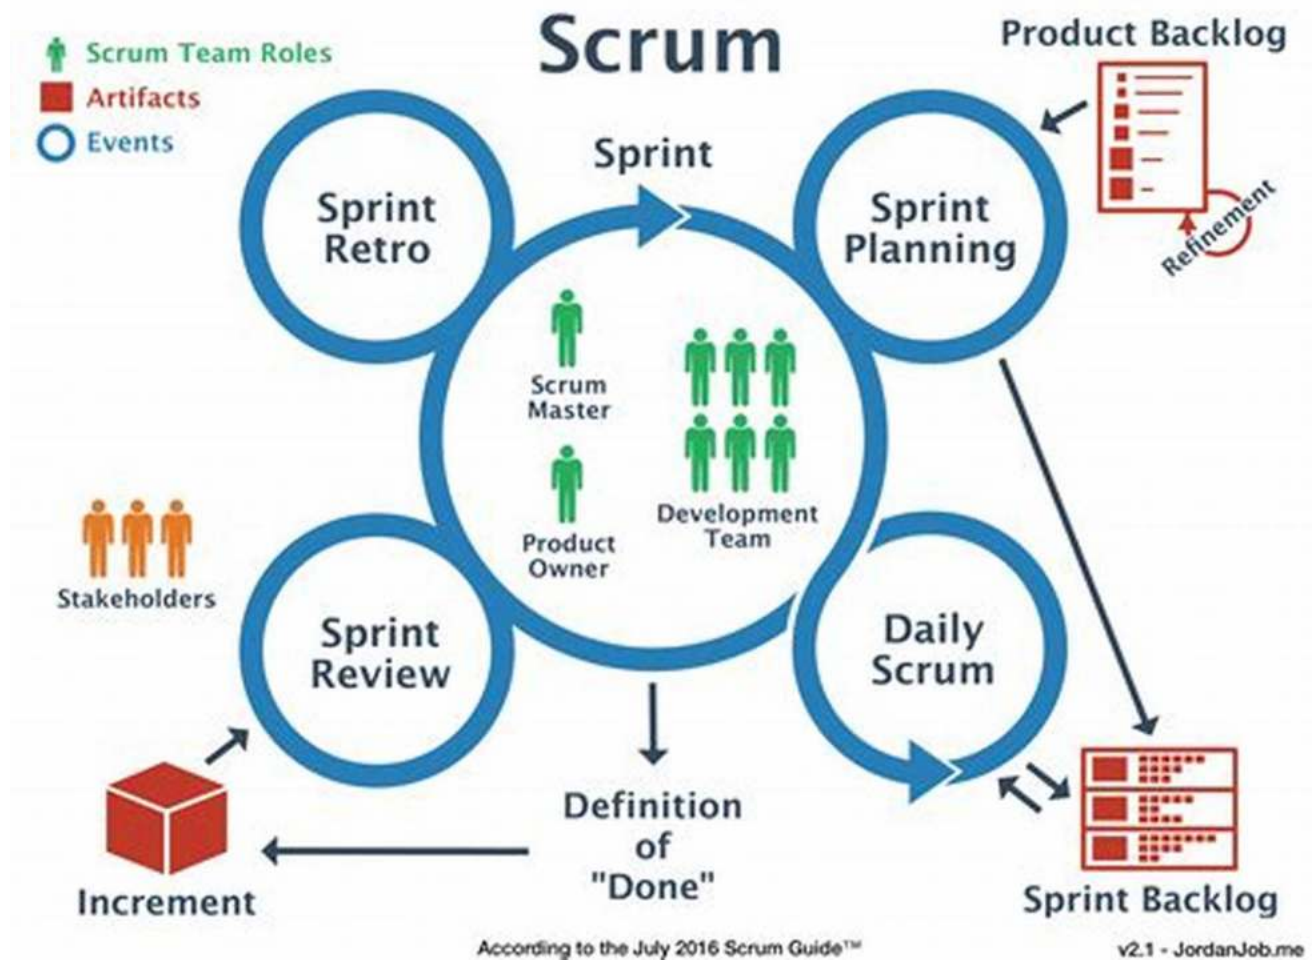 Scrum
Scrum Team Roles
Artifacts
Events
Product Backlog
Refinement
Sprint
Sprint
Retro
Sprint
Planning
Scrum
Master
Product
Owner
Development
Team
Stakeholders
Sprint
Review
Daily
Scrum
Definition
of
"Done"
Increment
Sprint Backlog
According to the July 2016 Scrum Guide™
v2.1 - JordanJob.me